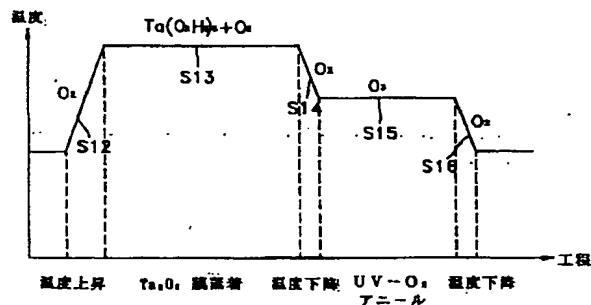 温度
Ta(O₂H₅)₅+O₂
S13
O₂
S12
O₂
S14
O₃
S15
O₂
S16
工程
温度上昇
Ta₂O₅ 膜蒸着
温度下降
UV-O₃
アニール
温度下降